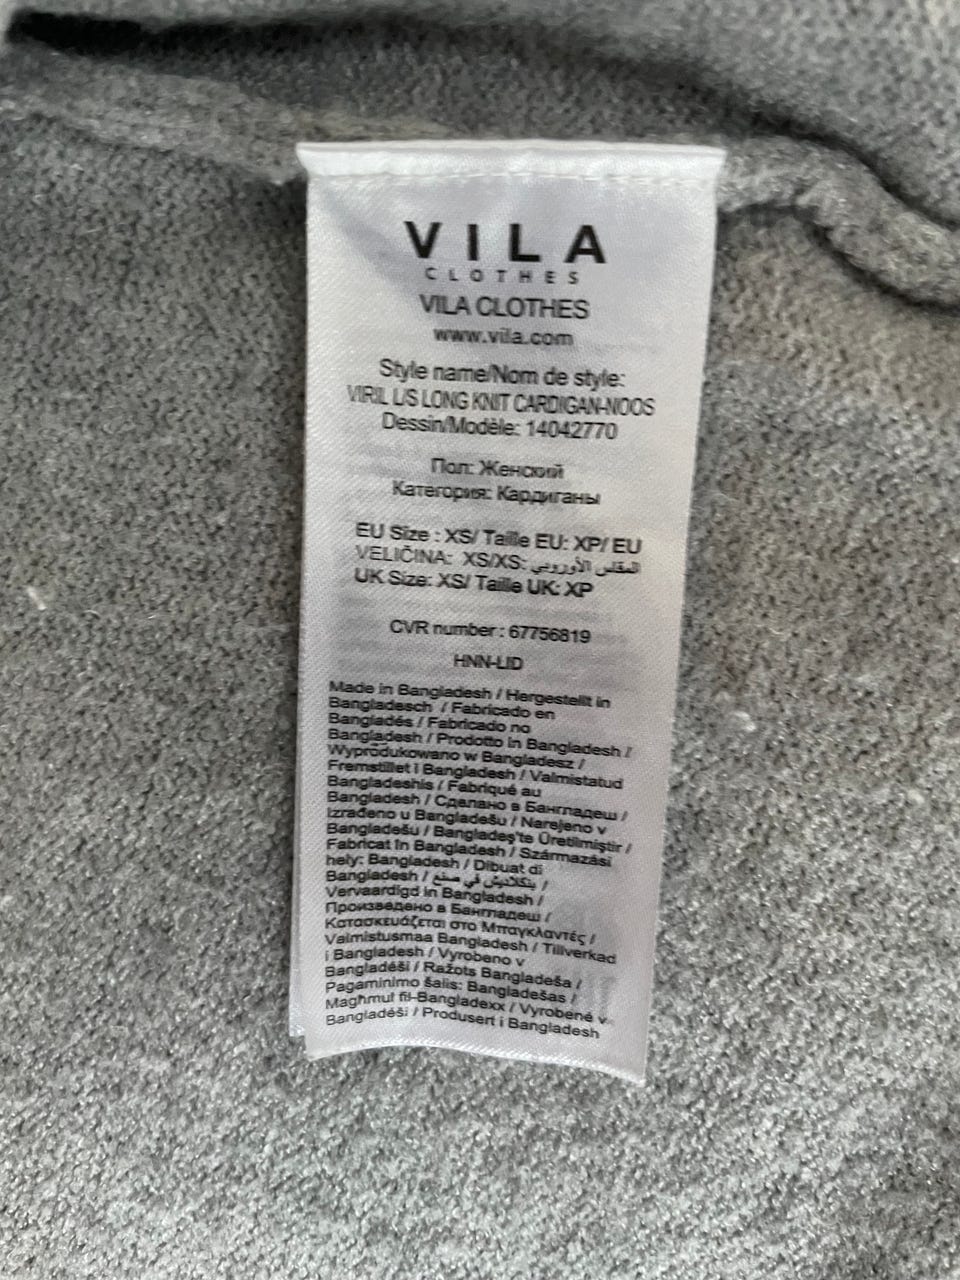 VILA
CLOTHES
VILA CLOTHES
www.vila.com
Style name/Nom de style:
VIRIL L/S LONG KNIT CARDIGAN-NOOS
Dessin/Modèle: 14042770
Пол: Женский
Категория: Кардиганы
EU Size : XS/ Taille EU: XP/ EU
VELIČINA: XS/XS: المقاس الأوروبي
UK Size: XS/ Taille UK: XP
CVR number : 67756819
HNN-LID
Made in Bangladesh / Hergestellt in
Bangladesch / Fabricado en
Bangladés / Fabricado no
Bangladesh / Prodotto in Bangladesh /
Wyprodukowano w Bangladesz /
Fremstillet i Bangladesh / Valmistatud
Bangladeshis / Fabriqué au
Bangladesh / Сделано в Бангладеш /
Izrađeno u Bangladešu / Narejeno v
Bangladešu / Bangladeş'te Üretilmiştir /
Fabricat în Bangladesh / Származási
hely: Bangladesh / Dibuat di
Bangladesh / بنگلاديش في صنع /
Vervaardigd in Bangladesh /
Произведено в Бангладеш /
Κατασκευάζεται στο Μπαγκλαντές /
Valmistusmaa Bangladesh / Tillverkad
i Bangladesh / Vyrobeno v
Bangladéši / Ražots Bangladeša /
Pagaminimo šalis: Bangladešas /
Magħmul fil-Bangladexx / Vyrobené v
Bangladéši / Produsert i Bangladesh